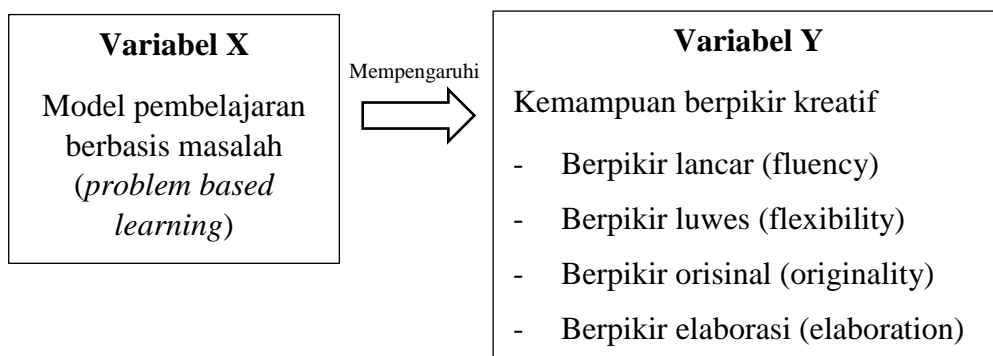 Variabel X
Model pembelajaran
berbasis masalah
(problem based
learning)
Mempengaruhi
Variabel Y
Kemampuan berpikir kreatif
- Berpikir lancar (fluency)
- Berpikir luwes (flexibility)
- Berpikir orisinal (originality)
- Berpikir elaborasi (elaboration)